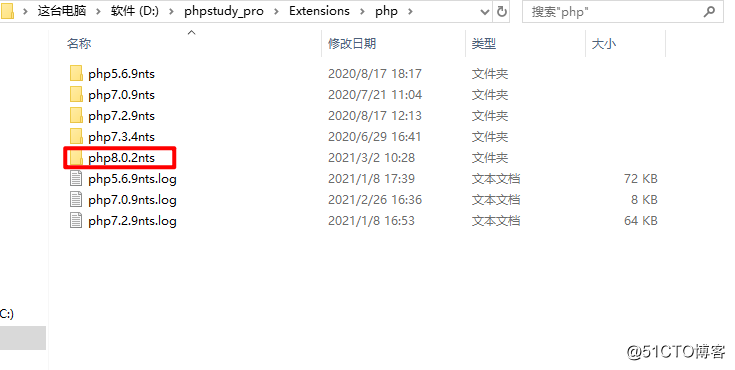 这台电脑 > 软件 (D:) > phpstudy_pro > Extensions > php > 搜索"php"
名称 修改日期 类型 大小
php5.6.9nts 2020/8/17 18:17 文件夹
php7.0.9nts 2020/7/21 11:04 文件夹
php7.2.9nts 2020/8/17 12:13 文件夹
php7.3.4nts 2020/6/29 16:41 文件夹
php8.0.2nts 2021/3/2 10:28 文件夹
php5.6.9nts.log 2021/1/8 17:39 文本文档 72 KB
php7.0.9nts.log 2021/2/26 16:36 文本文档 8 KB
php7.2.9nts.log 2021/1/8 16:53 文本文档 64 KB
C:)
@51CTO博客